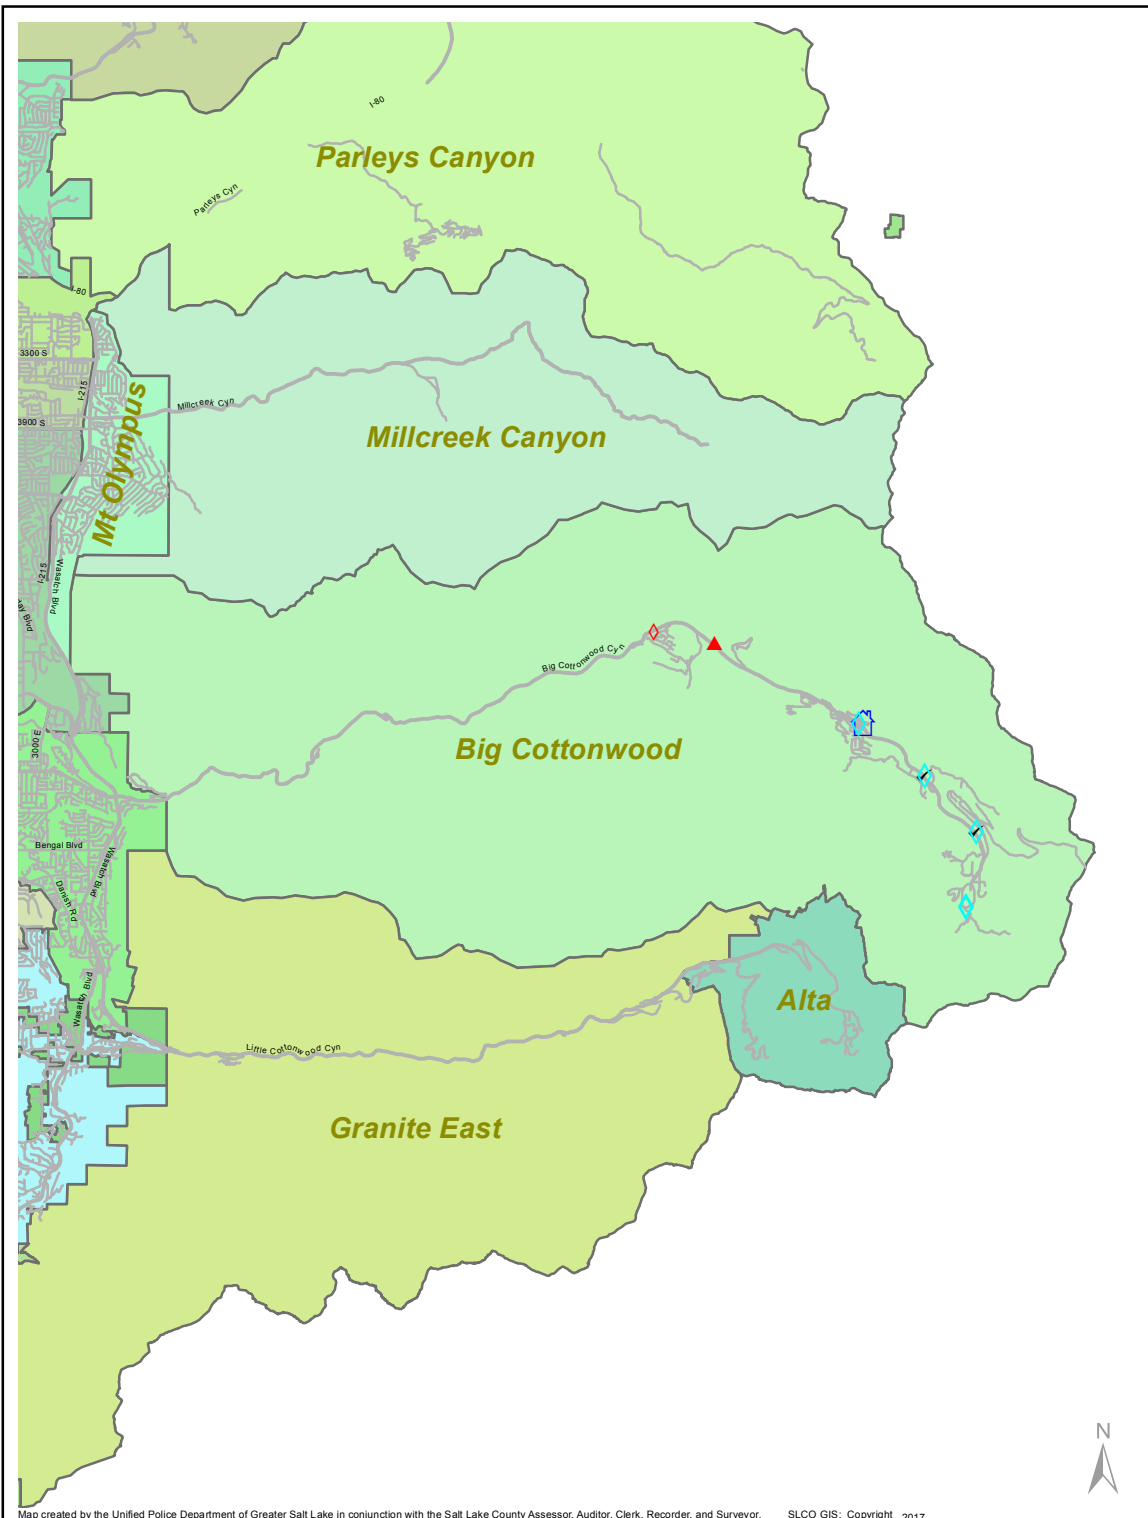 I-80
Parleys Canyon
Parleys Cyn
I-80
3300 S
I-215
Millcreek Cyn
3900 S
Mt Olympus
Millcreek Canyon
I-215
Wasatch Blvd
ay Blvd
Big Cottonwood Cyn
3000 E
Big Cottonwood
Bengal Blvd
Wasatch Blvd
Danish Rd
Wasatch Blvd
Alta
Little Cottonwood Cyn
Granite East
N
Map created by the Unified Police Department of Greater Salt Lake in conjunction with the Salt Lake County Assessor, Auditor, Clerk, Recorder, and Surveyor. SLCO GIS: Copyright 2017